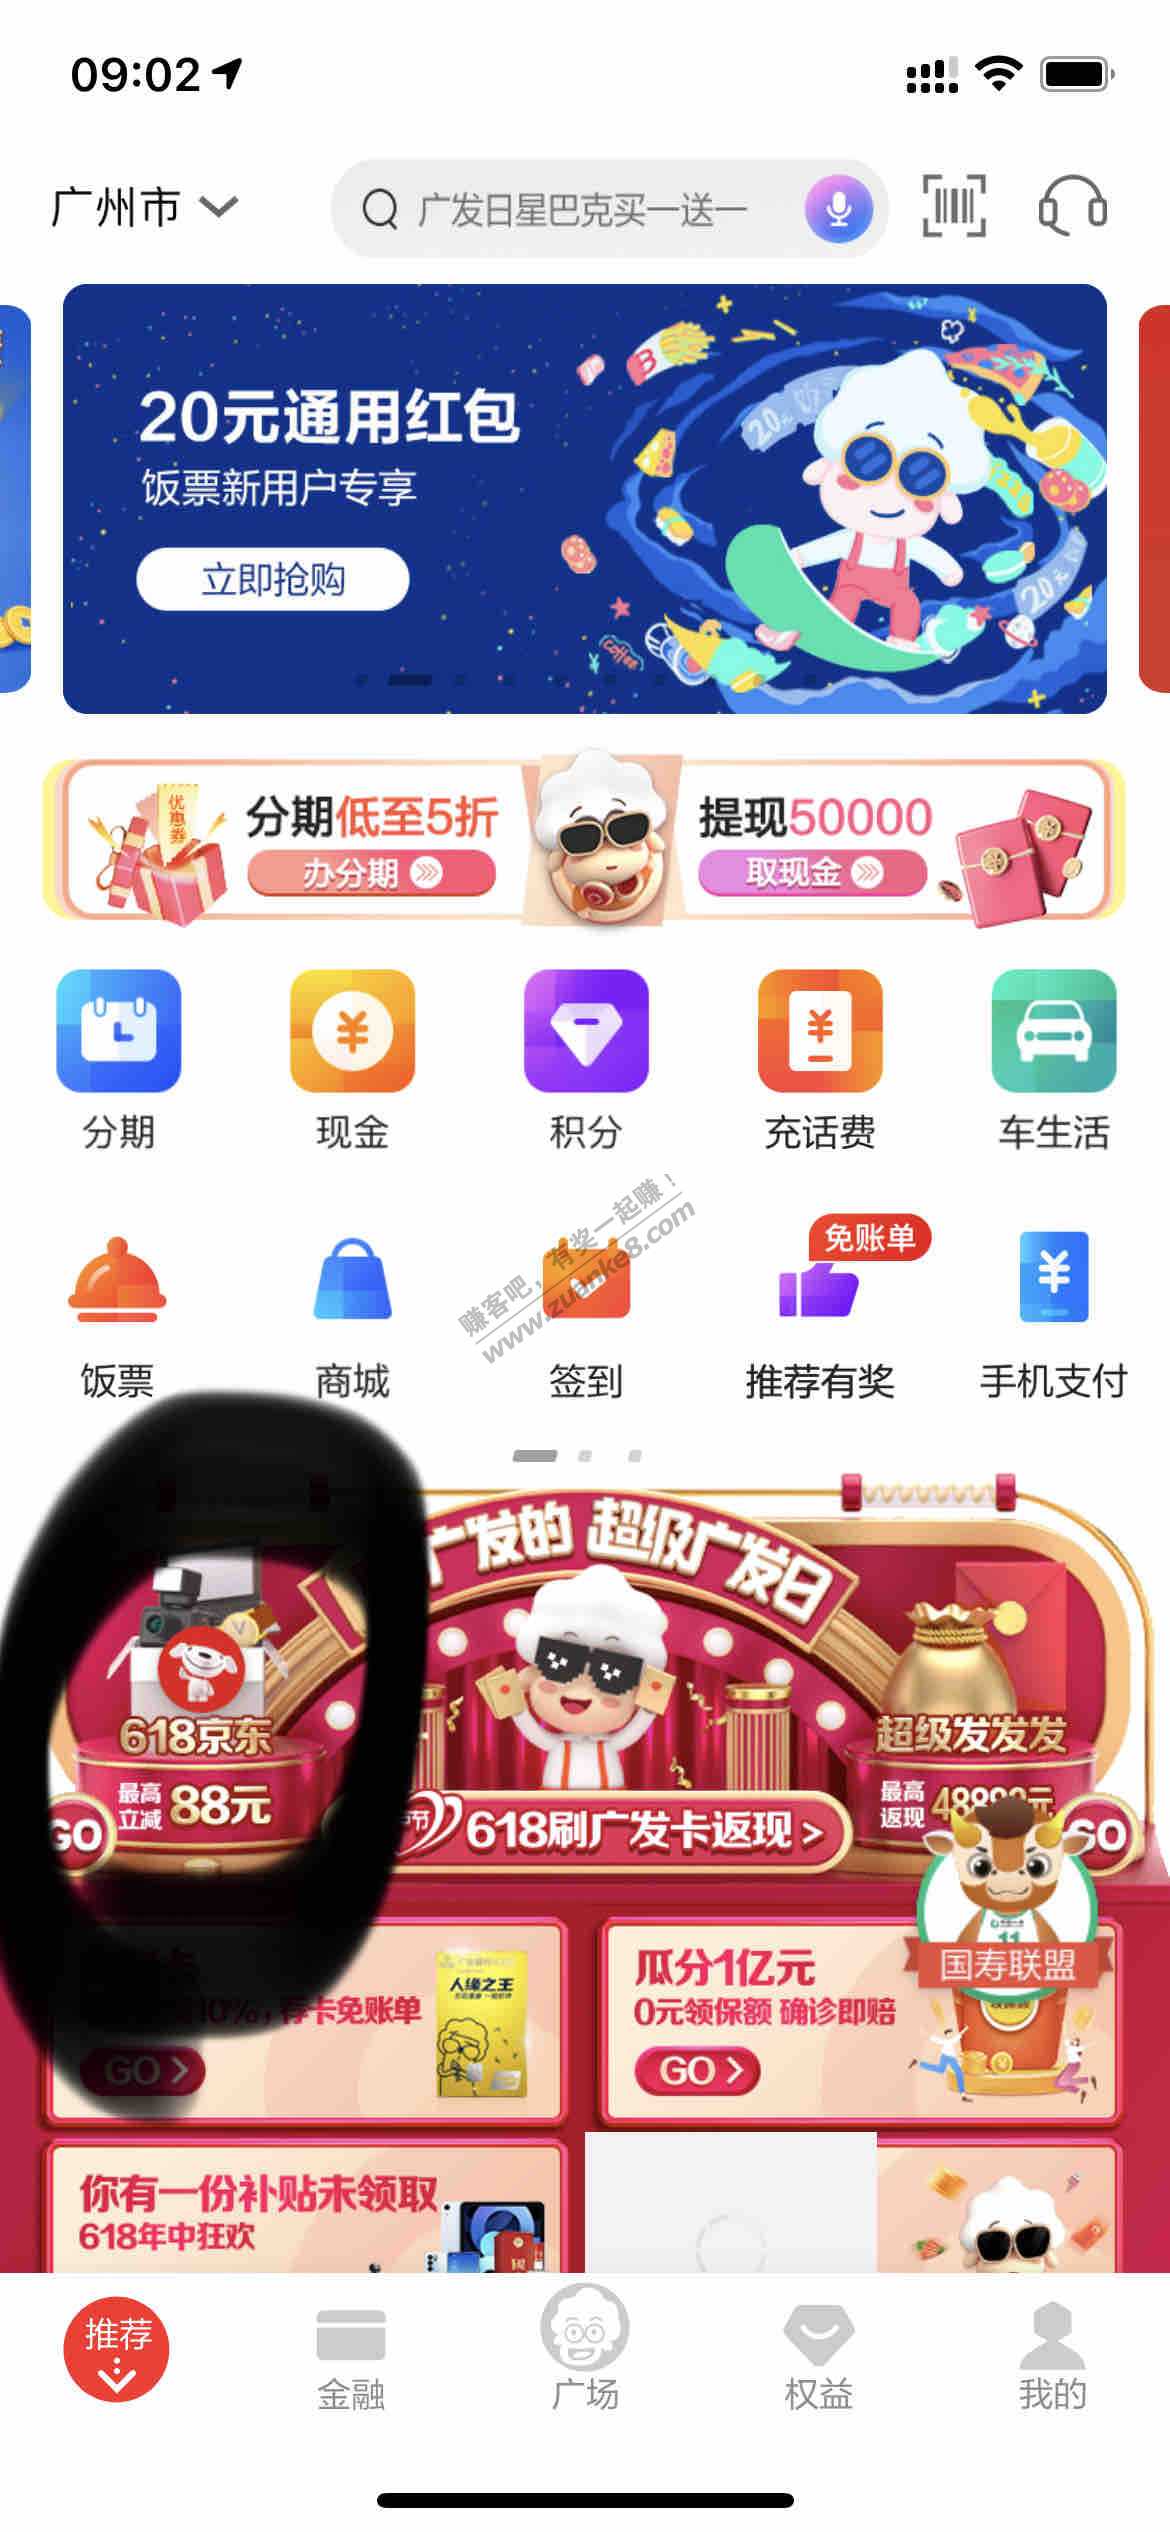 09:02
广州市
广发日星巴克买一送一
20元通用红包
饭票新用户专享
立即抢购
优惠券
分期低至5折
办分期
提现50000
取现金
分期
现金
积分
充话费
车生活
免账单
饭票
商城
签到
推荐有奖
手机支付
赚客吧，有奖一起赚！
www.zuanke8.com
广发的 超级广发日
618京东
最高立减 88元
GO
618刷广发卡返现 >
超级发发发
最高返现
GO
国寿联盟
10%，荐卡免账单
GO >
人缘之王
瓜分1亿元
0元领保额 确诊即赔
GO >
你有一份补贴未领取
618年中狂欢
推荐
金融
广场
权益
我的